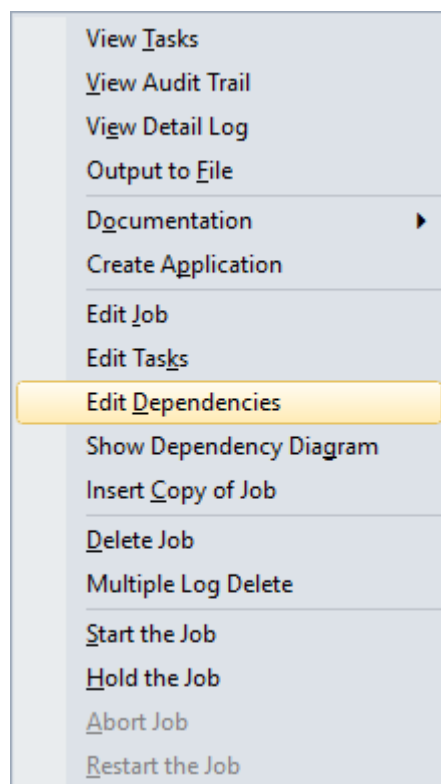 View Tasks
View Audit Trail
View Detail Log
Output to File
Documentation
Create Application
Edit Job
Edit Tasks
Edit Dependencies
Show Dependency Diagram
Insert Copy of Job
Delete Job
Multiple Log Delete
Start the Job
Hold the Job
Abort Job
Restart the Job